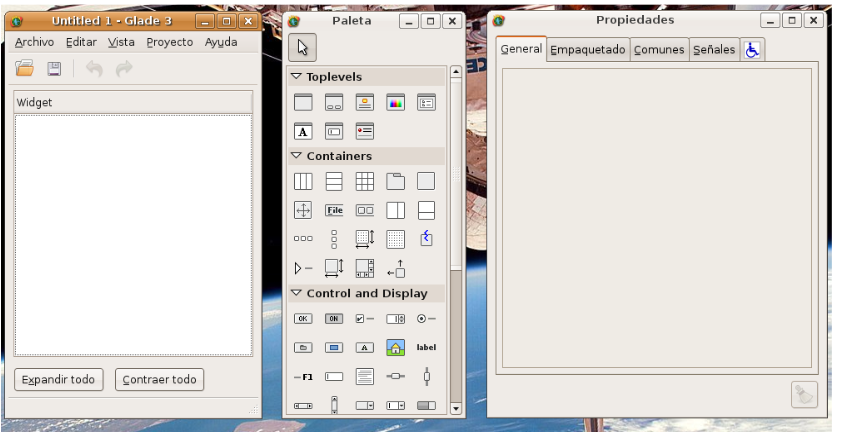 Untitled 1 - Glade 3
Archivo Editar Vista Proyecto Ayuda
Widget
Expandir todo Contraer todo
Paleta
Toplevels
A
Containers
File
Control and Display
OK ON
A label
F1
Propiedades
General Empaquetado Comunes Señales